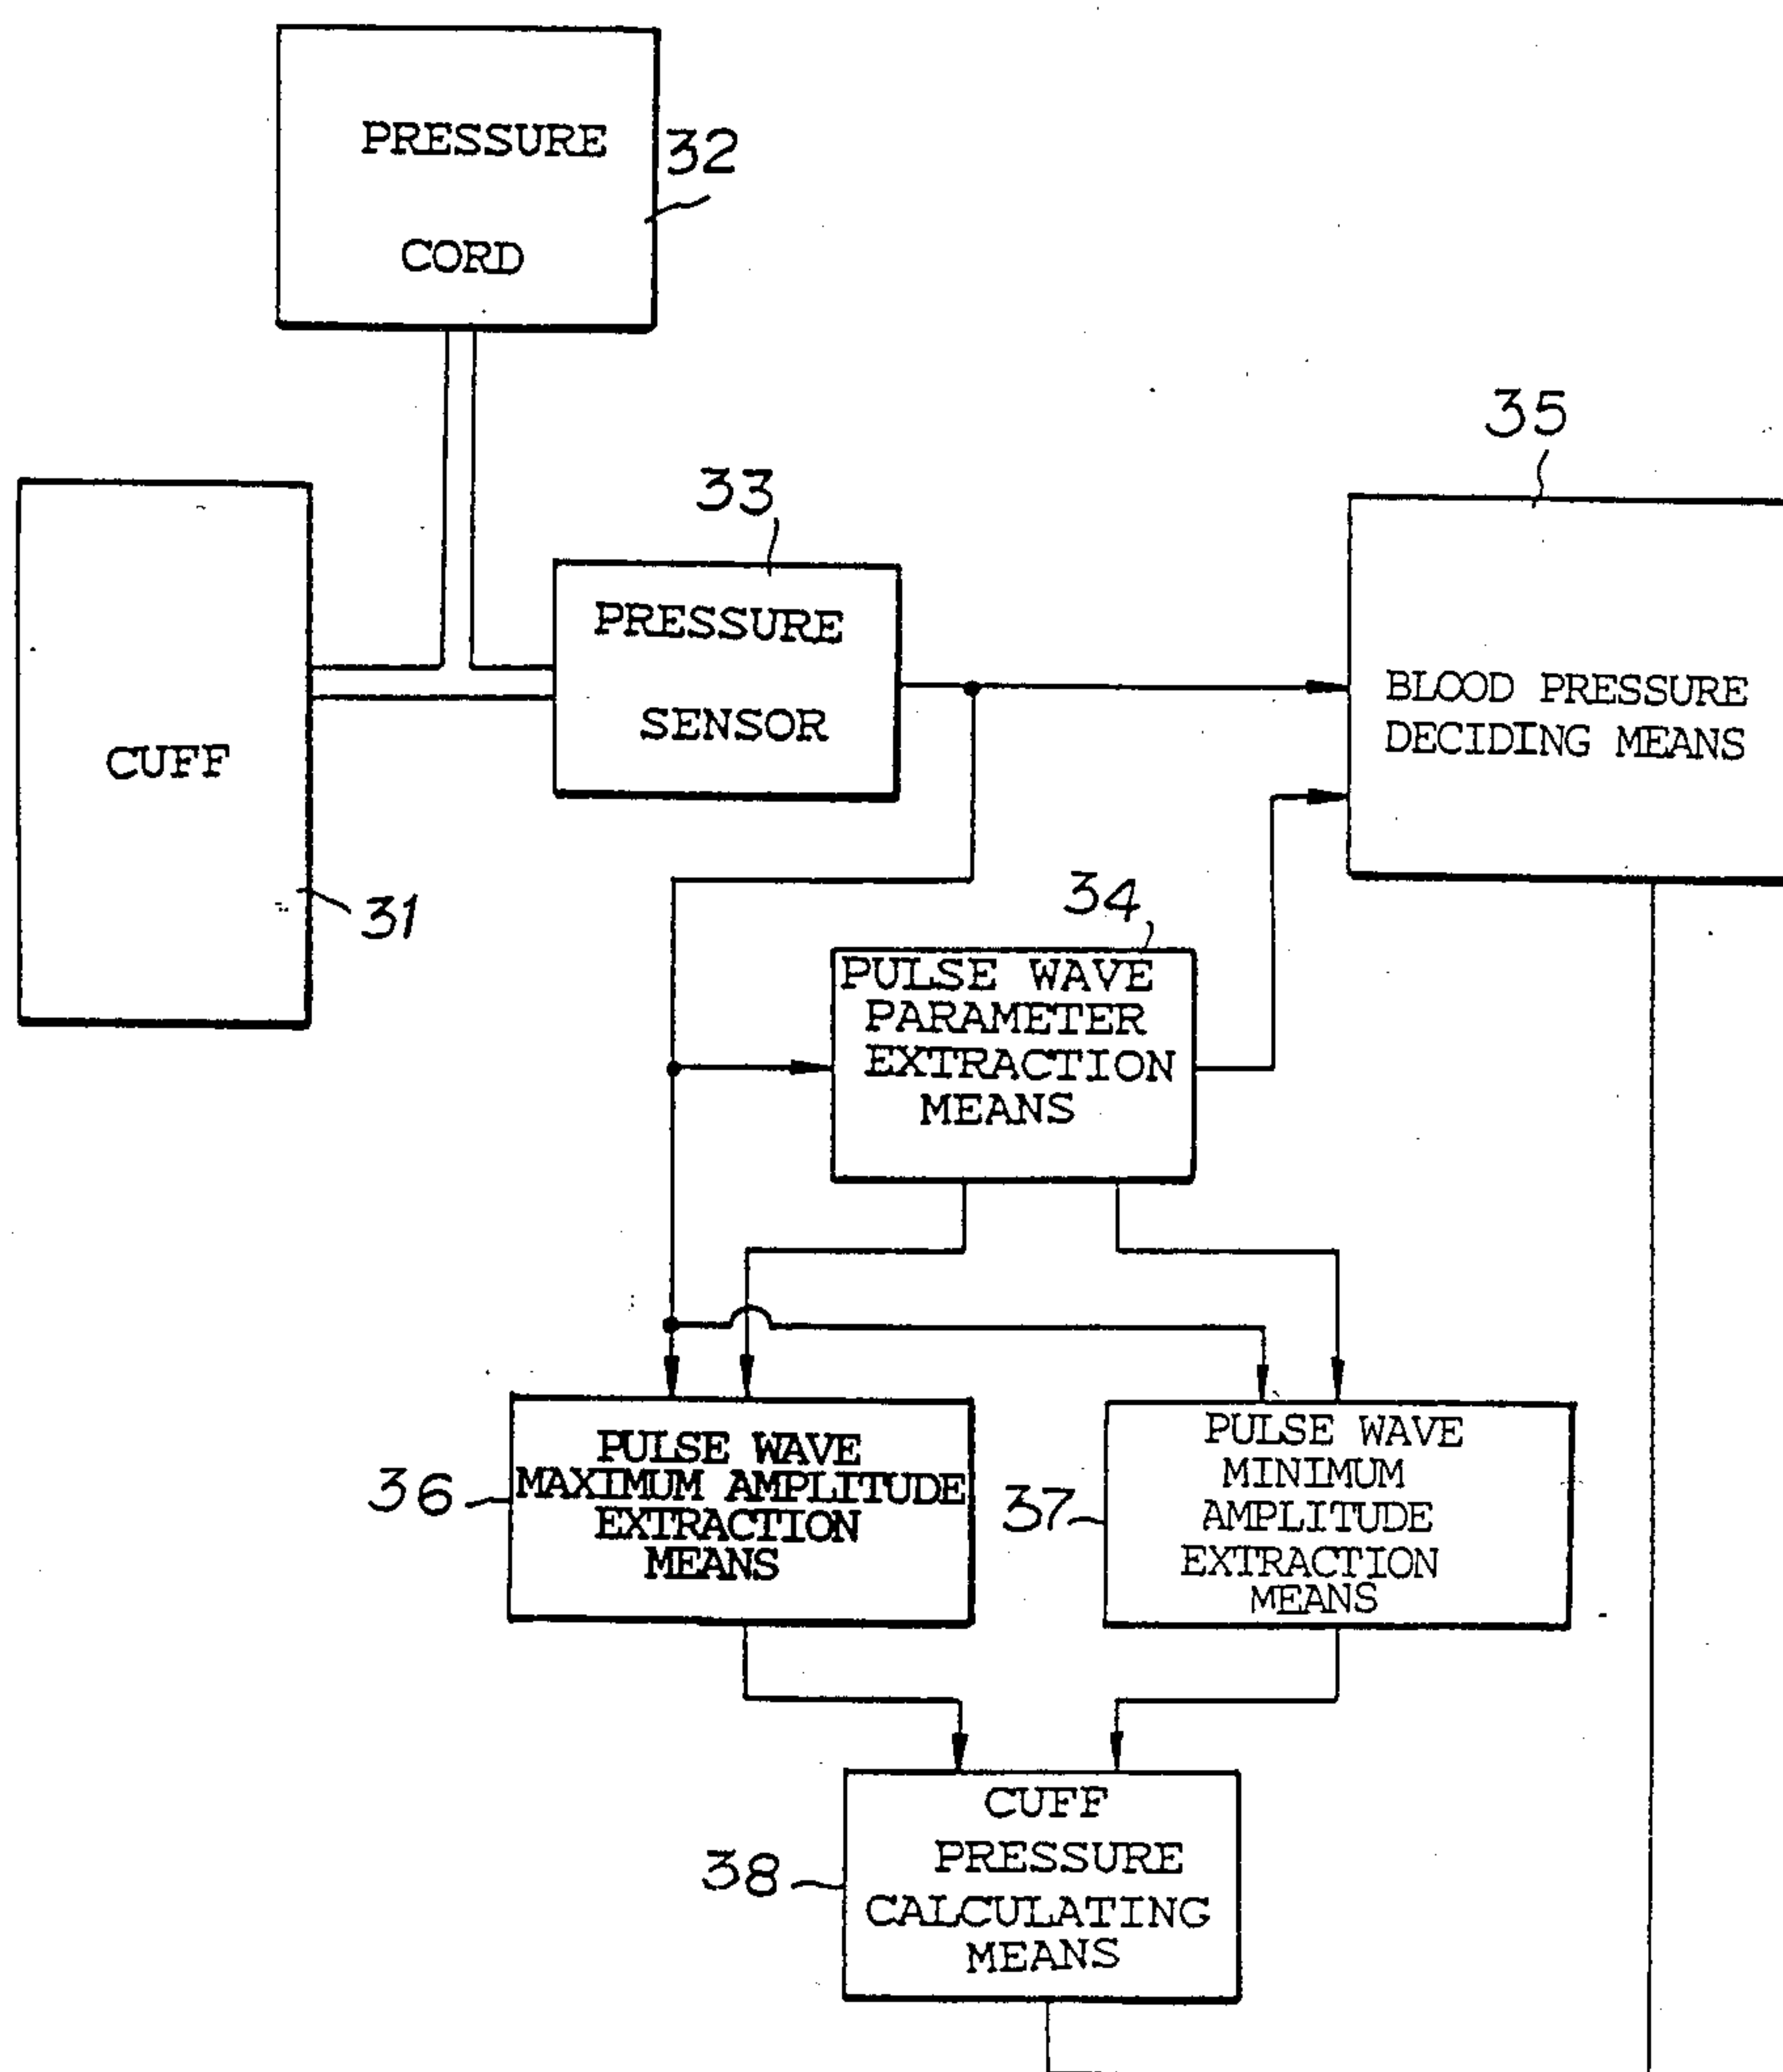 PRESSURE
CORD
32
CUFF
31
33
PRESSURE
SENSOR
35
BLOOD PRESSURE
DECIDING MEANS
34
PULSE WAVE
PARAMETER
EXTRACTION
MEANS
36
PULSE WAVE
MAXIMUM AMPLITUDE
EXTRACTION
MEANS
37
PULSE WAVE
MINIMUM
AMPLITUDE
EXTRACTION
MEANS
38
CUFF
PRESSURE
CALCULATING
MEANS